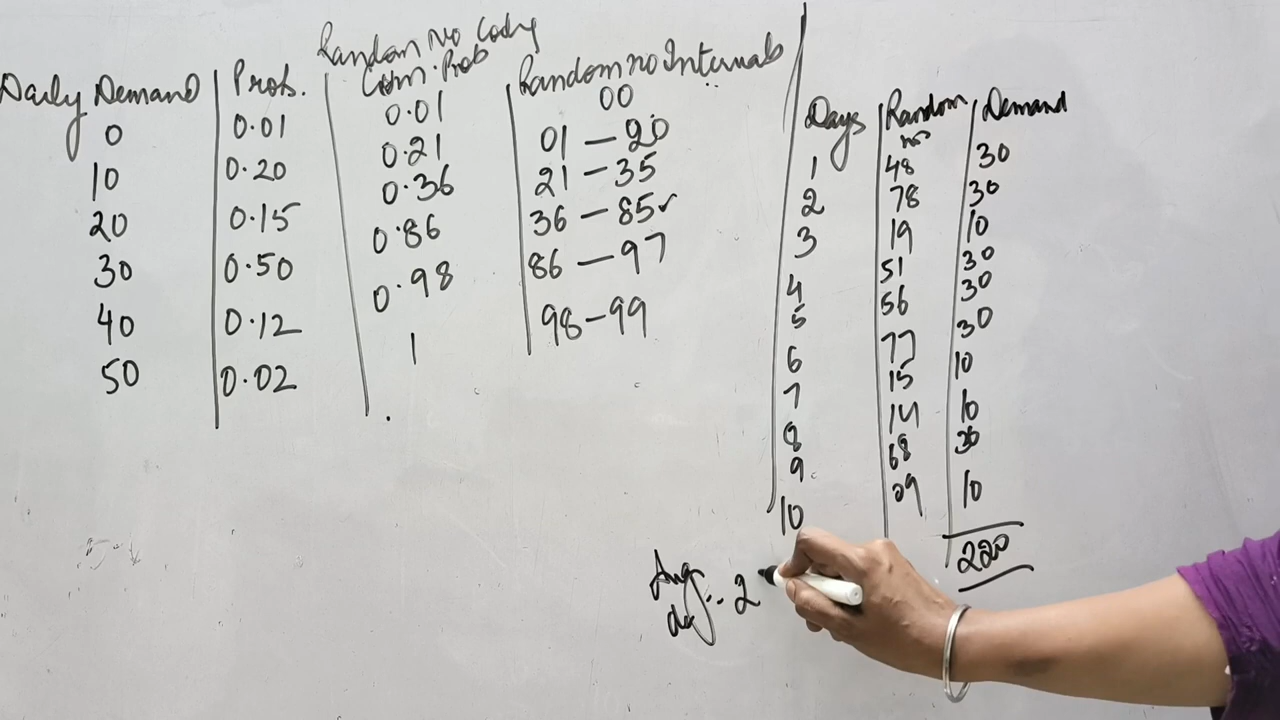 Random no Coding
Daily Demand Prob. Cum. Prob Random no Intervals
0 0.01 0.01 00
10 0.20 0.21 01 – 20
20 0.15 0.36 21 – 35
30 0.50 0.86 36 – 85 ✓
40 0.12 0.98 86 – 97
50 0.02 1 98 – 99
Days Random no Demand
1 48 30
2 78 30
3 19 10
4 51 30
5 56 30
6 77 30
7 15 10
8 14 10
9 68 30
10 09 10
220
Avg
2